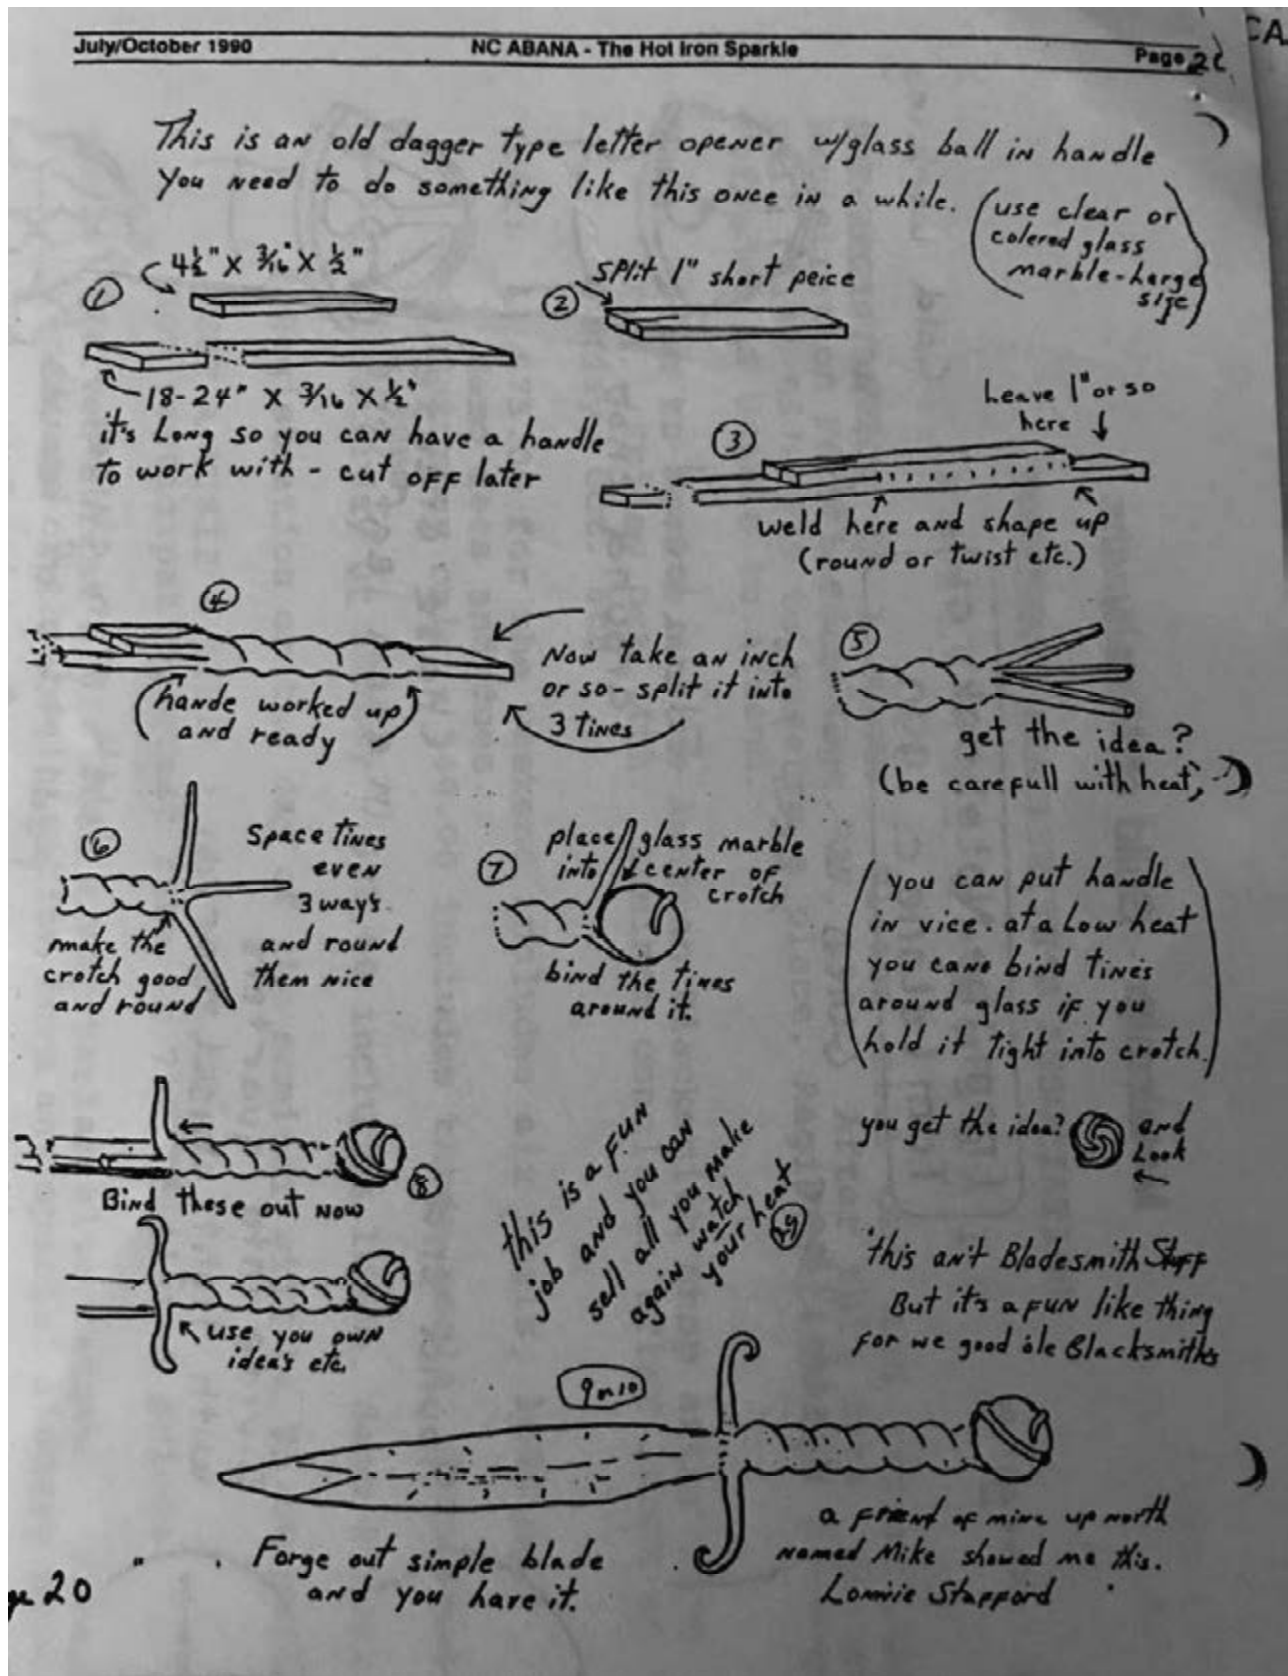 July/October 1990
NC ABANA - The Hot Iron Sparkle
Page
This is an old dagger type letter opener w/glass ball in handle
You need to do something like this once in a while.
(use clear or
colered glass
marble-Large
size)
①
4½" X 3/16" X ½"
18-24" X 3/16 X ½"
it's Long so you can have a handle
to work with - cut off later
②
split 1" short peice
③
Leave 1" or so
here
weld here and shape up
(round or twist etc.)
④
(hande worked up
and ready)
Now take an inch
or so- split it into
3 Tines
⑤
get the idea?
(be carefull with heat,
⑥
Space Tines
even
3 ways
and round
them nice
make the
crotch good
and round
⑦
place glass marble
into center of
crotch
bind the tines
around it.
(you can put handle
in vice. at a Low heat
you cane bind Tines
around glass if you
hold it tight into crotch.)
you get the idea?
and
Look
⑧
Bind these out now
use you own
idea's etc.
this is a fun
job and you can
sell all you make
again watch
your heat
this an't Bladesmith Stuff
But it's a fun like thing
for we good ole Blacksmiths
Forge out simple blade
and you have it.
a friend of mine up north
named Mike showed me this.
Lonnie Stafford
20